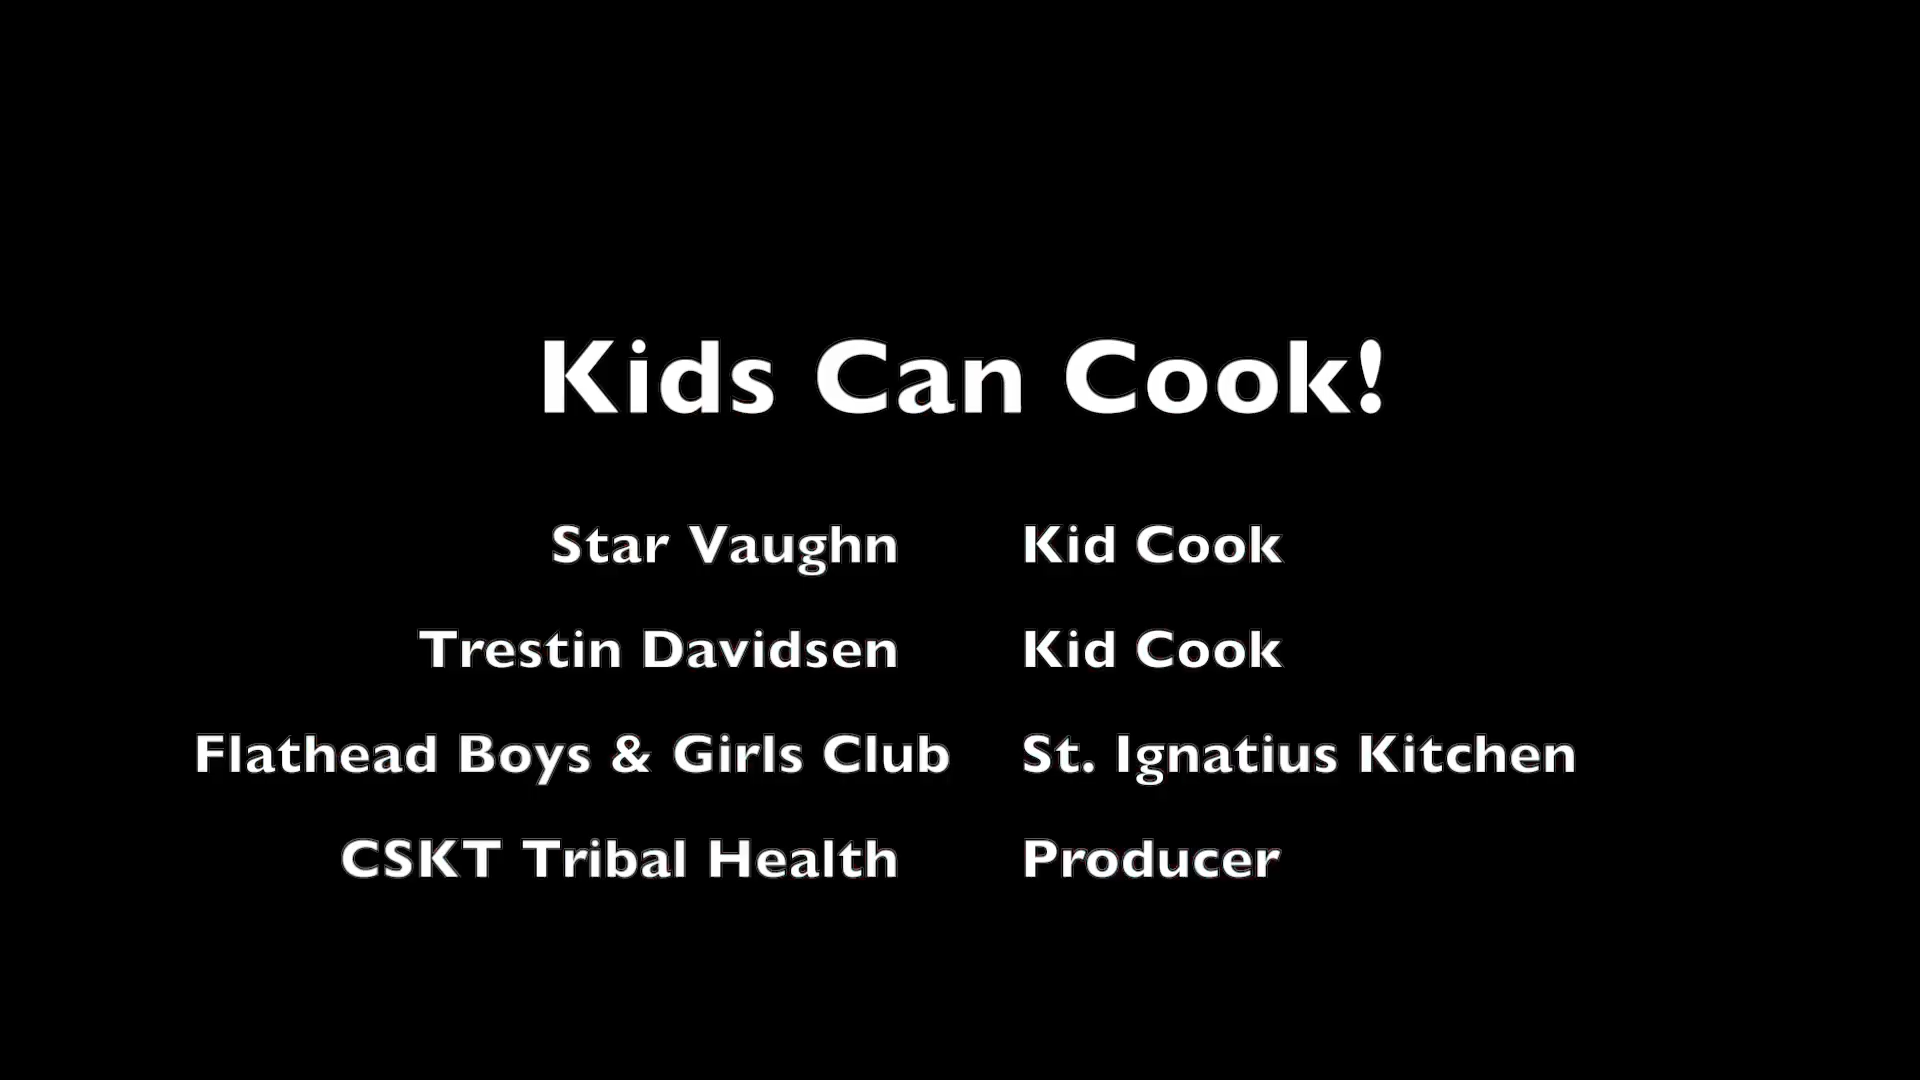 Kids Can Cook!
Star Vaughn Kid Cook
Trestin Davidsen Kid Cook
Flathead Boys & Girls Club St. Ignatius Kitchen
CSKT Tribal Health Producer